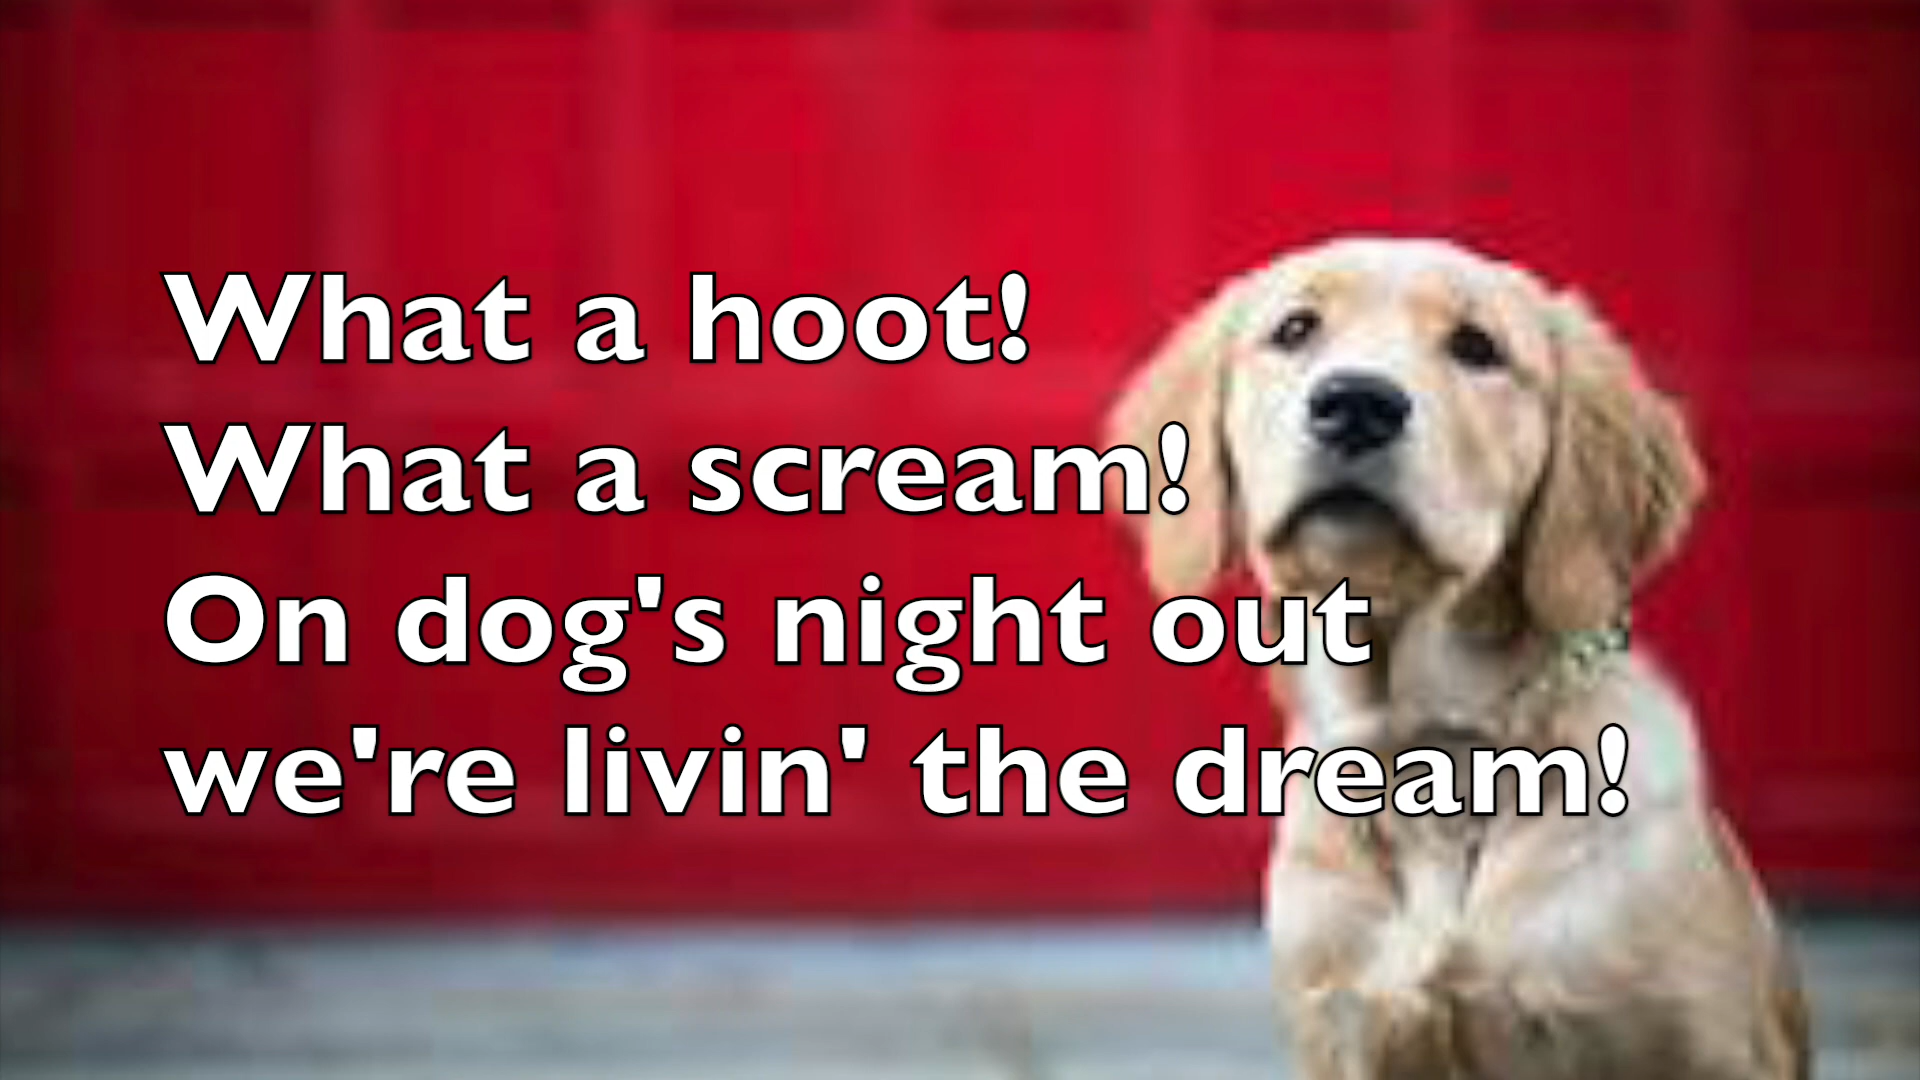 What a hoot!
What a scream!
On dog's night out
we're livin' the dream!